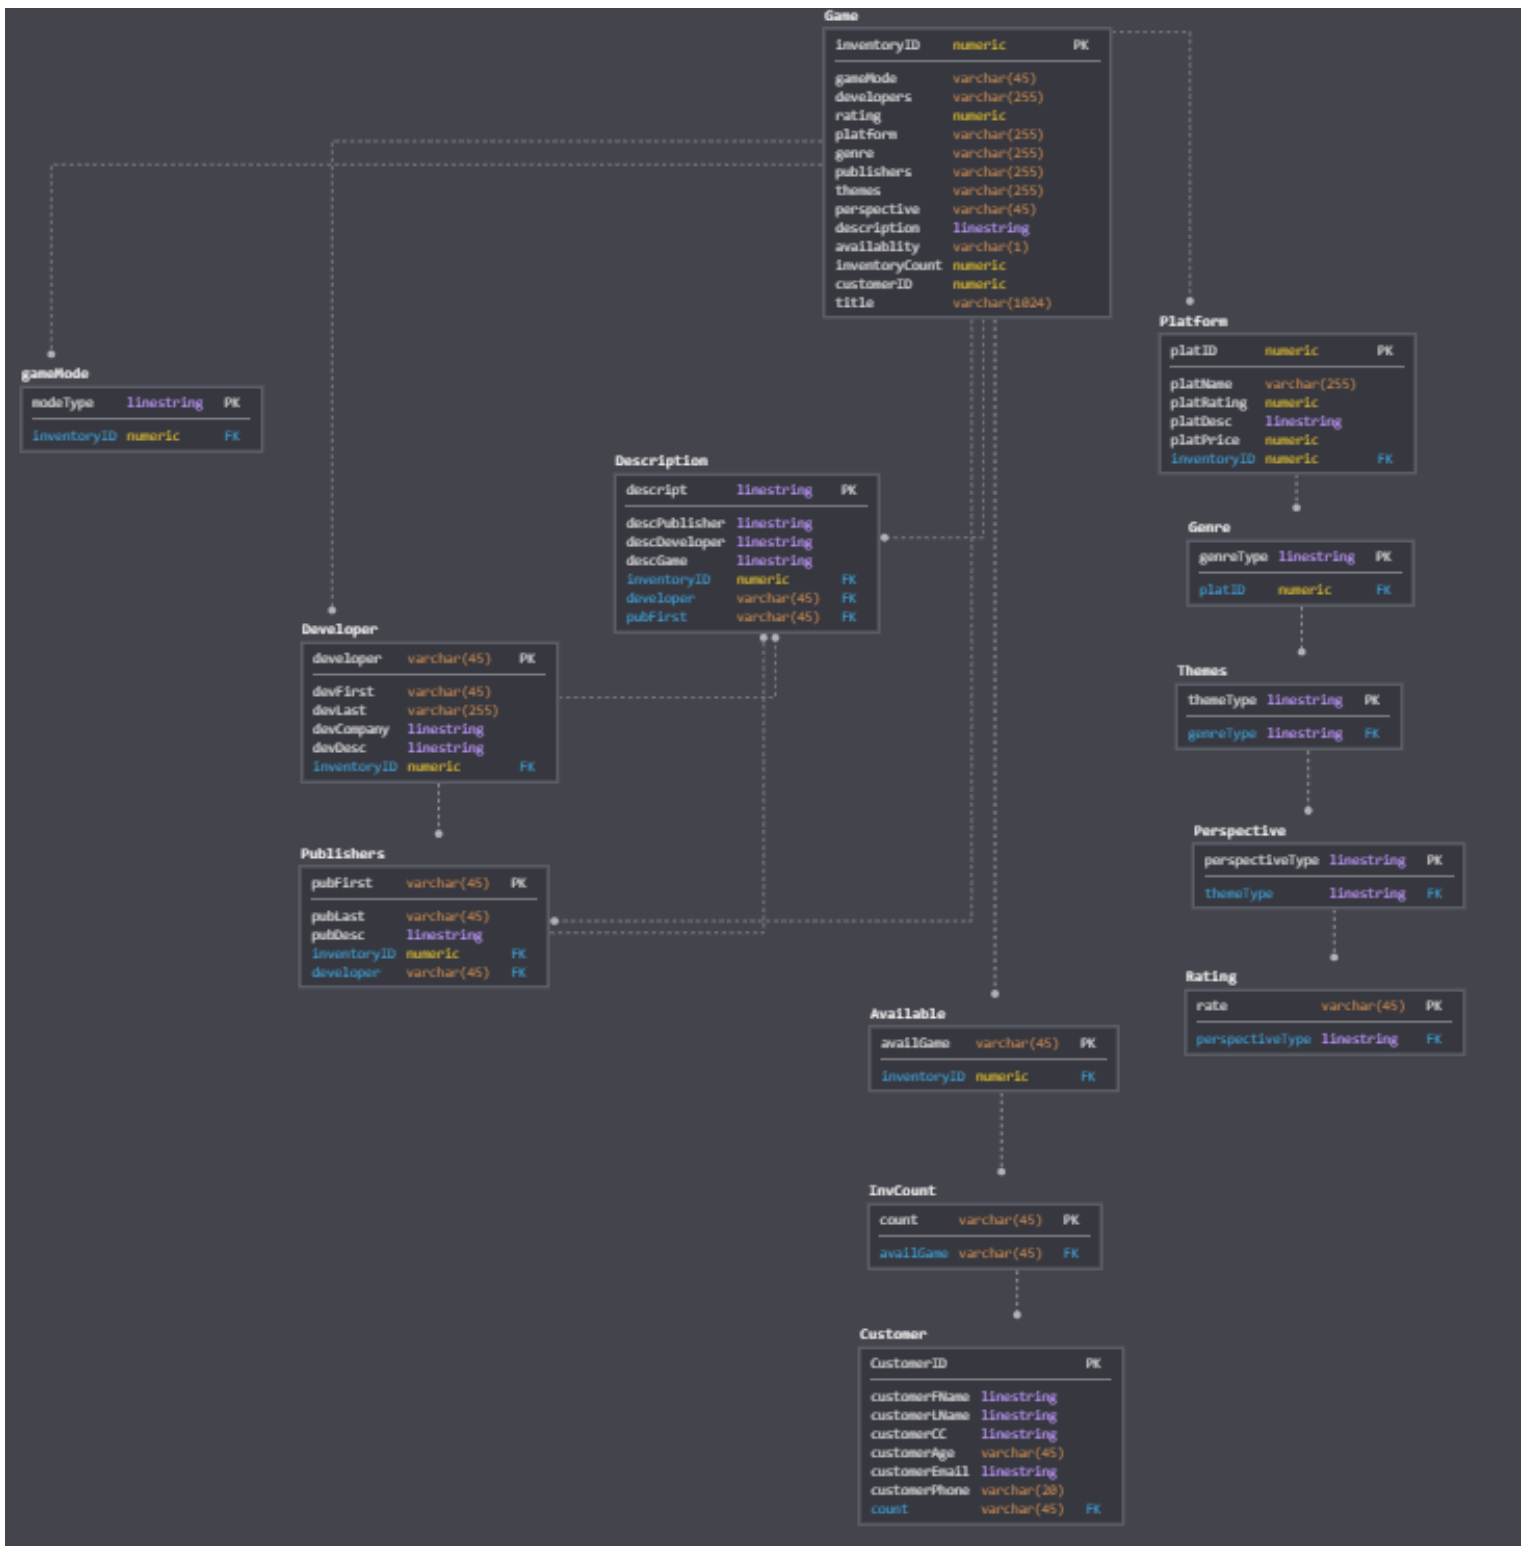 Game
inventoryID numeric PK
gameMode varchar(45)
developers varchar(255)
rating numeric
platform varchar(255)
genre varchar(255)
publishers varchar(255)
themes varchar(255)
perspective varchar(45)
description linestring
availablity varchar(1)
inventoryCount numeric
customerID numeric
title varchar(1024)
Platform
platID numeric PK
platName varchar(255)
platRating numeric
platDesc linestring
platPrice numeric
inventoryID numeric FK
gameMode
modeType linestring PK
inventoryID numeric FK
Description
descript linestring PK
descPublisher linestring
descDeveloper linestring
descGame linestring
inventoryID numeric FK
developer varchar(45) FK
pubFirst varchar(45) FK
Genre
genreType linestring PK
platID numeric FK
Developer
developer varchar(45) PK
devFirst varchar(45)
devLast varchar(255)
devCompany linestring
devDesc linestring
inventoryID numeric FK
Themes
themeType linestring PK
genreType linestring FK
Perspective
perspectiveType linestring PK
themeType linestring FK
Publishers
pubFirst varchar(45) PK
pubLast varchar(45)
pubDesc linestring
inventoryID numeric FK
developer varchar(45) FK
Rating
rate varchar(45) PK
perspectiveType linestring FK
Available
availGame varchar(45) PK
inventoryID numeric FK
InvCount
count varchar(45) PK
availGame varchar(45) FK
Customer
CustomerID PK
customerFName linestring
customerLName linestring
customerCC linestring
customerAge varchar(45)
customerEmail linestring
customerPhone varchar(20)
count varchar(45) FK